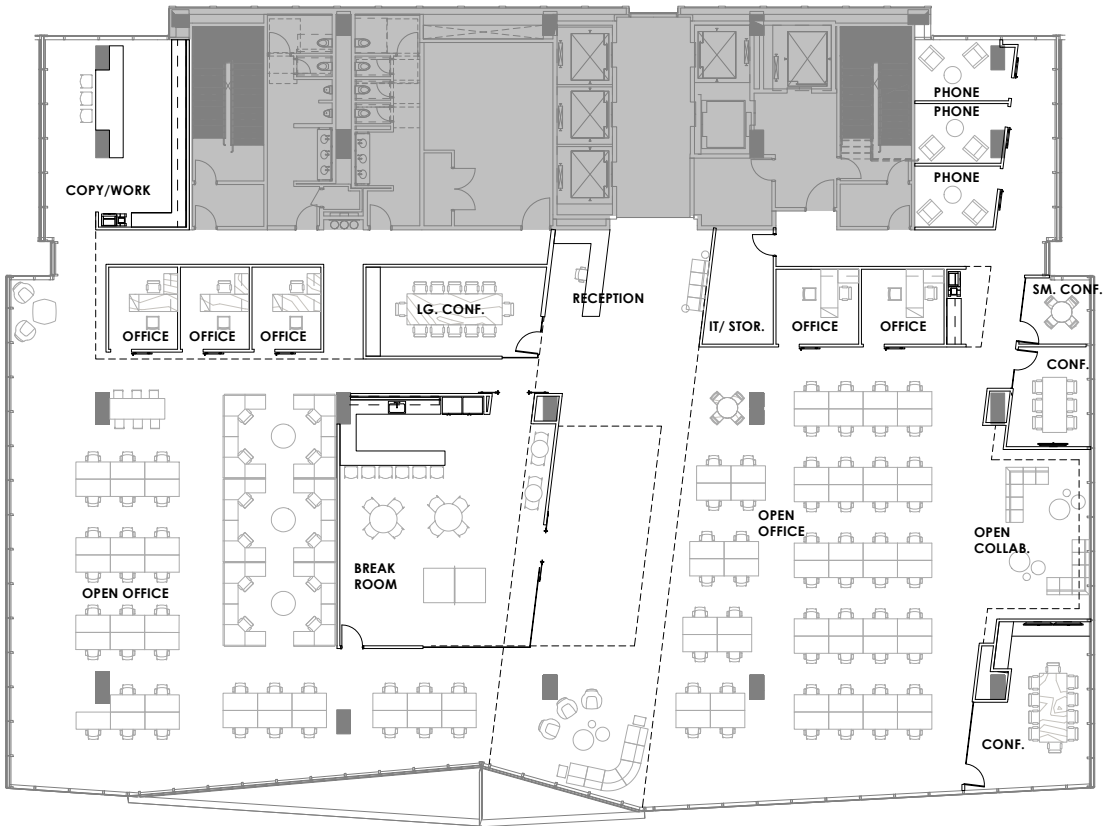 PHONE
PHONE
PHONE
COPY/WORK
RECEPTION
SM. CONF.
LG. CONF.
OFFICE
OFFICE
OFFICE
IT/ STOR.
OFFICE
OFFICE
CONF.
OPEN
OFFICE
OPEN
COLLAB.
BREAK
ROOM
OPEN OFFICE
CONF.